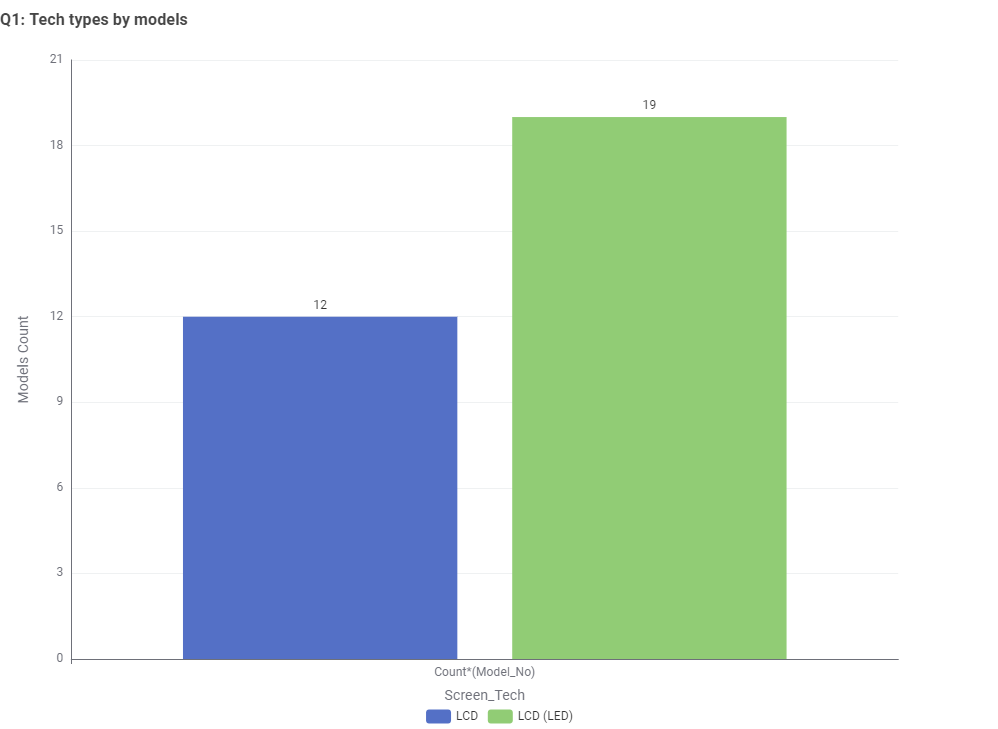 Q1: Tech types by models
21
18
15
12
9
6
3
0
Models Count
12
19
Count*(Model_No)
Screen_Tech
LCD LCD (LED)